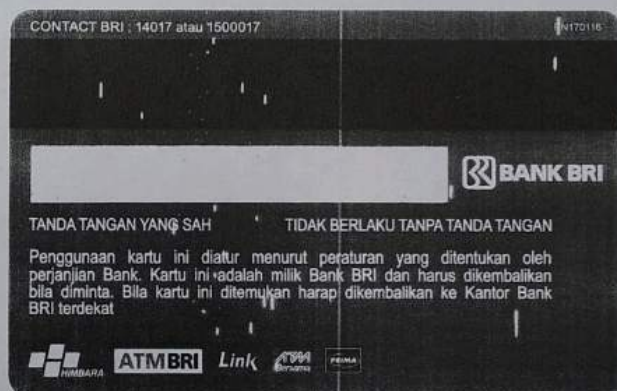 CONTACT BRI : 14017 atau 1500017
N170116
BANK BRI
TANDA TANGAN YANG SAH TIDAK BERLAKU TANPA TANDA TANGAN
Penggunaan kartu ini diatur menurut peraturan yang ditentukan oleh
perjanjian Bank. Kartu ini adalah milik Bank BRI dan harus dikembalikan
bila diminta. Bila kartu ini ditemukan harap dikembalikan ke Kantor Bank
BRI terdekat
HIMBARA ATMBRI Link ATM Bersama PRIMA